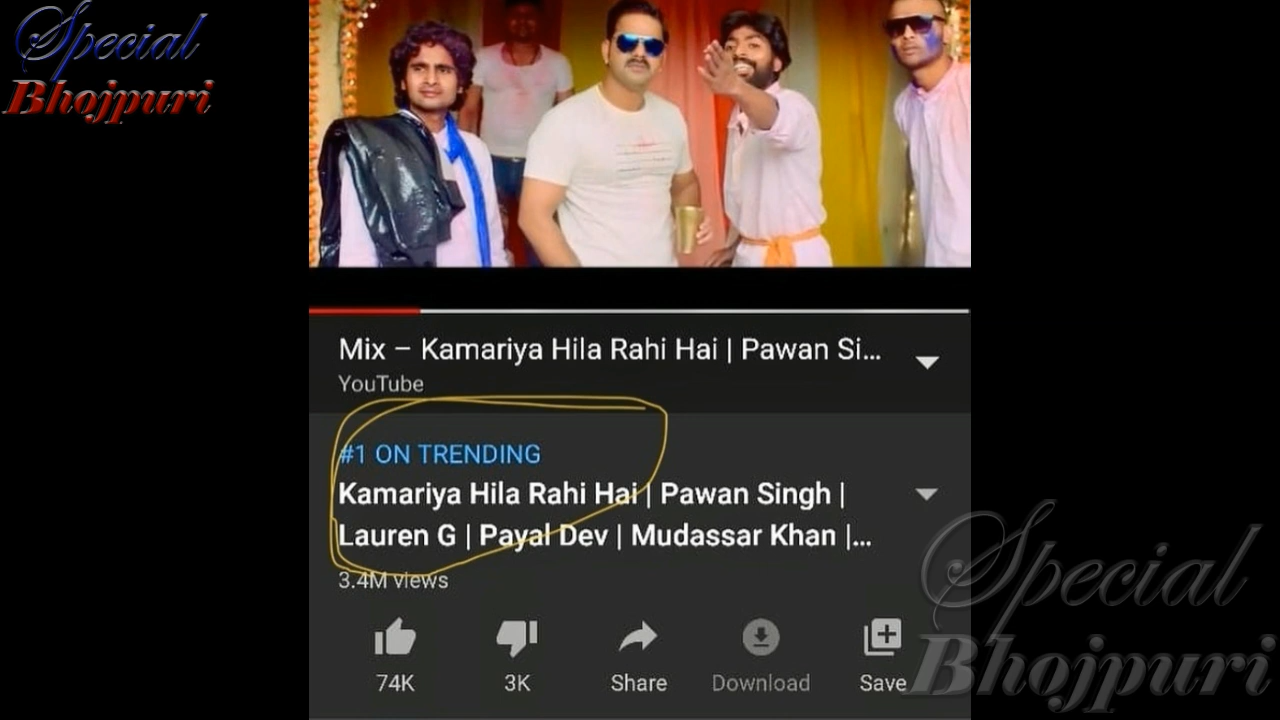 Special
Bhojpuri
Mix – Kamariya Hila Rahi Hai | Pawan Si...
YouTube
#1 ON TRENDING
Kamariya Hila Rahi Hai | Pawan Singh |
Lauren G | Payal Dev | Mudassar Khan |...
3.4M views
74K
3K
Share
Download
Save
Special
Bhojpuri